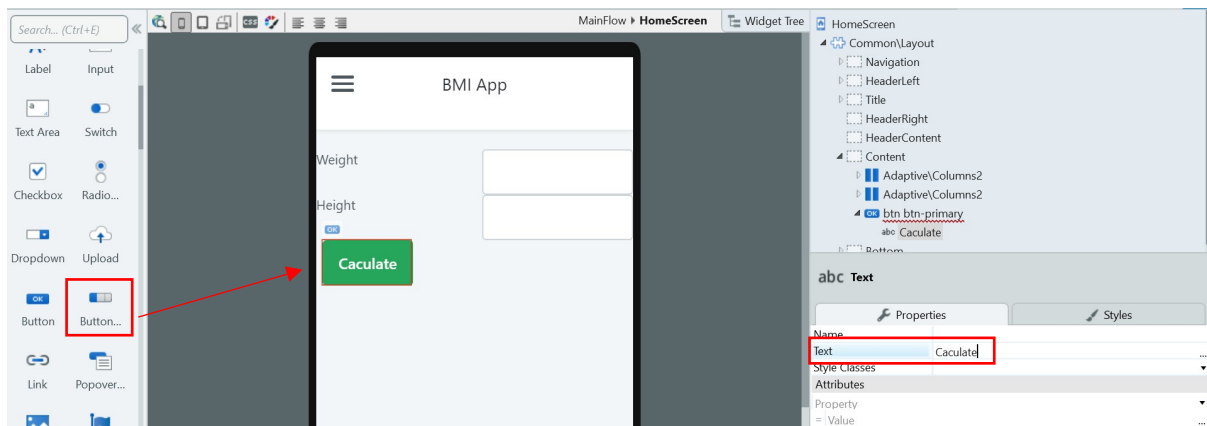 Search... (Ctrl+E)
Label
Input
a
Text Area
Switch
Checkbox
Radio...
Dropdown
Upload
OK
Button
Button...
Link
Popover...
CSS
MainFlow HomeScreen
Widget Tree
BMI App
Weight
Height
OK
Caculate
HomeScreen
Common\Layout
Navigation
HeaderLeft
Title
HeaderRight
HeaderContent
Content
Adaptive\Columns2
Adaptive\Columns2
OK btn btn-primary
abc Caculate
Bottom
abc Text
Properties
Styles
Name
Text Caculate ...
Style Classes
Attributes
Property
= Value ...